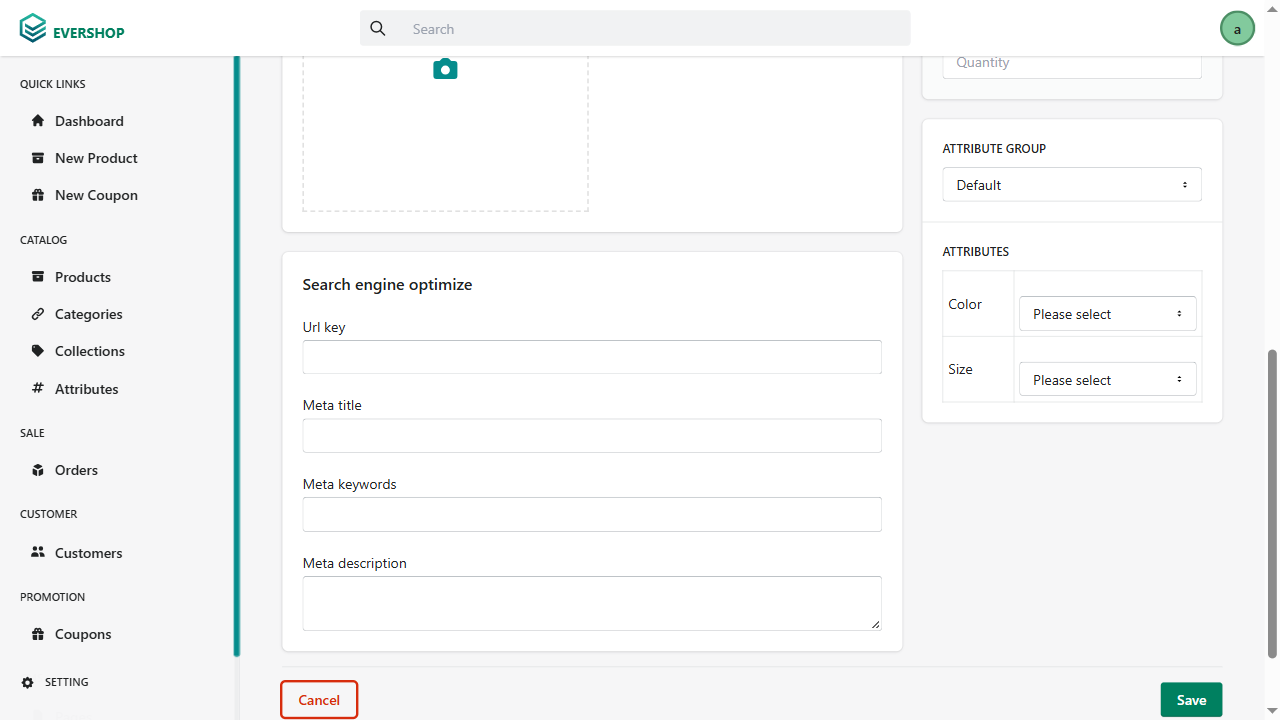 EVERSHOP
Search
a
QUICK LINKS
Dashboard
New Product
New Coupon
CATALOG
Products
Categories
Collections
Attributes
SALE
Orders
CUSTOMER
Customers
PROMOTION
Coupons
SETTING
Search engine optimize
Url key
Meta title
Meta keywords
Meta description
Cancel
Save
Quantity
ATTRIBUTE GROUP
Default
ATTRIBUTES
Color
Please select
Size
Please select